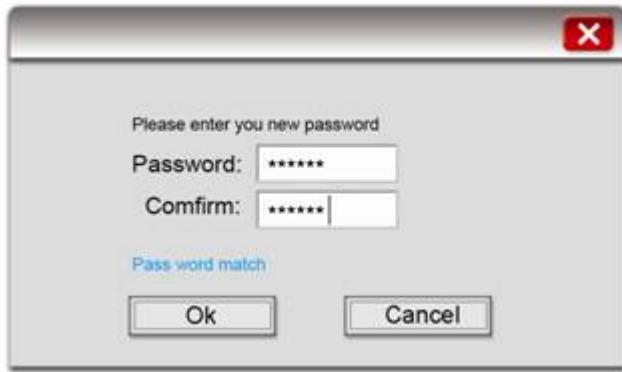 Please enter you new password
Password: ******
Comfirm: ******
Pass word match
Ok Cancel